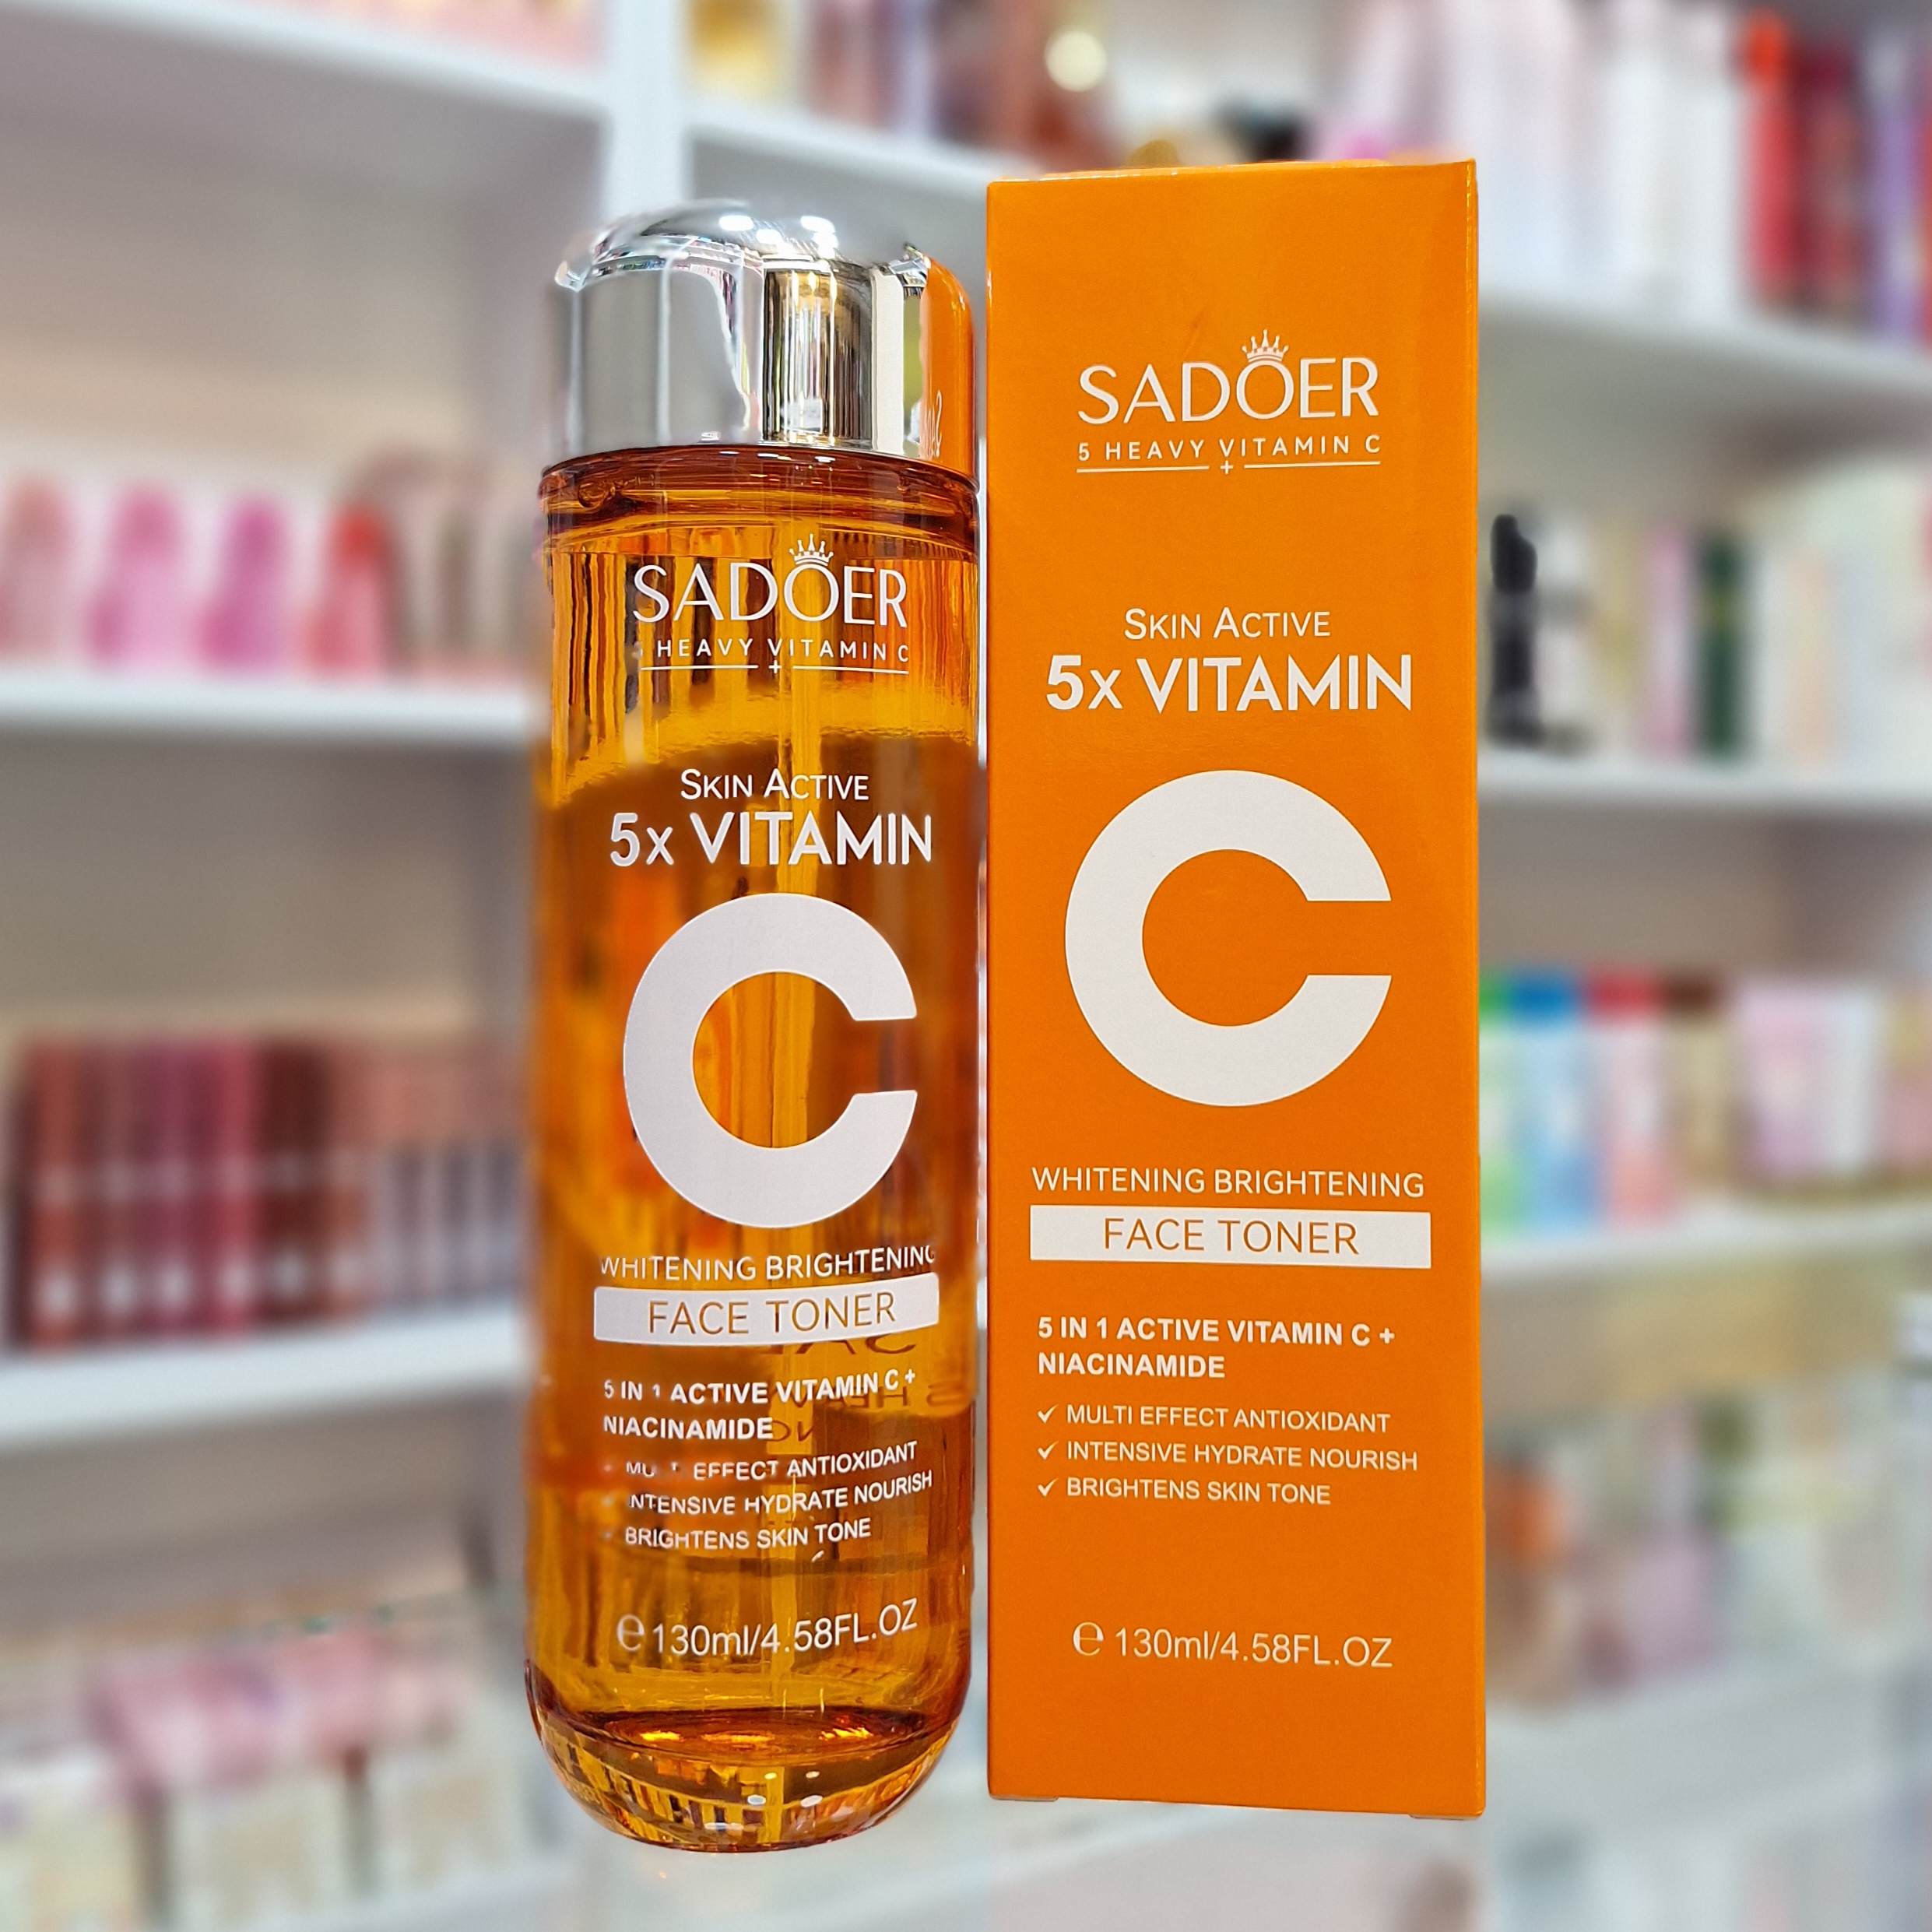 SADOER
HEAVY VITAMIN C
+
SKIN ACTIVE
5x VITAMIN
C
WHITENING BRIGHTENING
FACE TONER
5 IN 1 ACTIVE VITAMIN C +
NIACINAMIDE
EFFECT ANTIOXIDANT
INTENSIVE HYDRATE NOURISH
BRIGHTENS SKIN TONE
℮ 130ml/4.58FL.OZ
SADOER
5 HEAVY VITAMIN C
+
SKIN ACTIVE
5x VITAMIN
C
WHITENING BRIGHTENING
FACE TONER
5 IN 1 ACTIVE VITAMIN C +
NIACINAMIDE
✓ MULTI EFFECT ANTIOXIDANT
✓ INTENSIVE HYDRATE NOURISH
✓ BRIGHTENS SKIN TONE
℮ 130ml/4.58FL.OZ